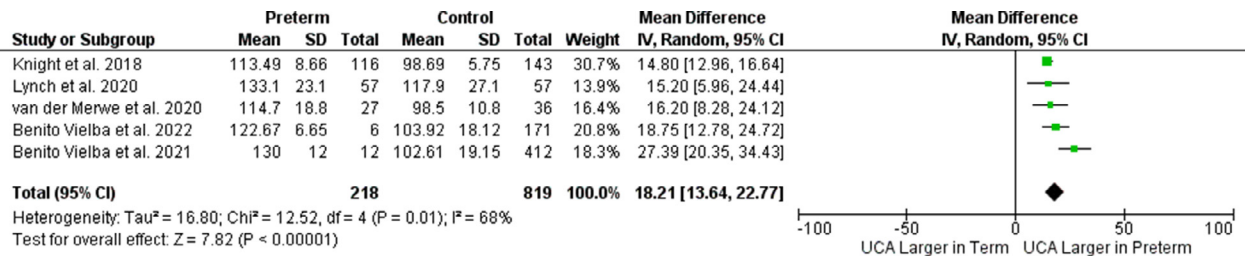 Preterm Control Mean Difference Mean Difference
Study or Subgroup Mean SD Total Mean SD Total Weight IV, Random, 95% CI IV, Random, 95% CI
Knight et al. 2018 113.49 8.66 116 98.69 5.75 143 30.7% 14.80 [12.96, 16.64]
Lynch et al. 2020 133.1 23.1 57 117.9 27.1 57 13.9% 15.20 [5.96, 24.44]
van der Merwe et al. 2020 114.7 18.8 27 98.5 10.8 36 16.4% 16.20 [8.28, 24.12]
Benito Vielba et al. 2022 122.67 6.65 6 103.92 18.12 171 20.8% 18.75 [12.78, 24.72]
Benito Vielba et al. 2021 130 12 12 102.61 19.15 412 18.3% 27.39 [20.35, 34.43]
Total (95% CI) 218 819 100.0% 18.21 [13.64, 22.77]
Heterogeneity: Tau² = 16.80; Chi² = 12.52, df = 4 (P = 0.01); I² = 68%
Test for overall effect: Z = 7.82 (P < 0.00001)
-100 -50 0 50 100
UCA Larger in Term UCA Larger in Preterm